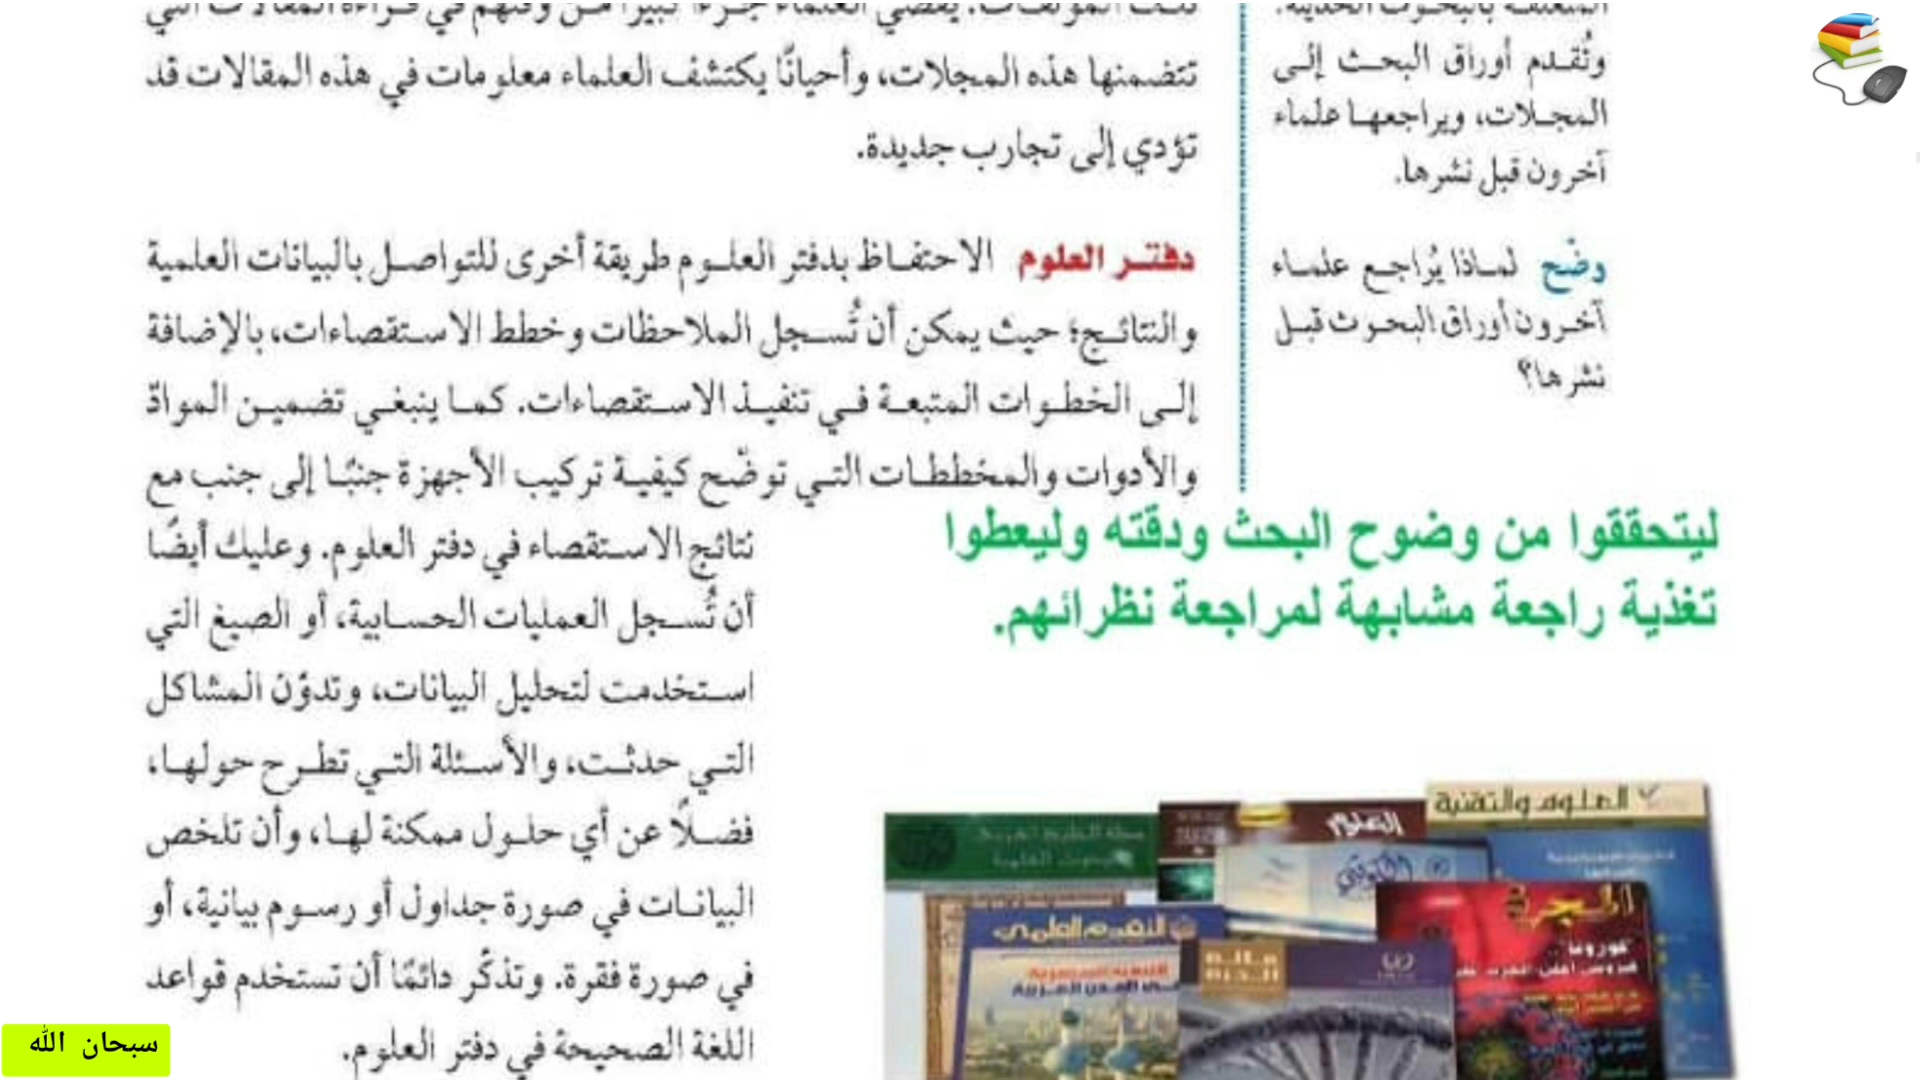 المتعلقة بالبحوث الحديثة.
وتُقدم أوراق البحث إلى
المجلات، ويراجعها علماء
آخرون قبل نشرها.
وضّح لماذا يُراجع علماء
آخرون أوراق البحوث قبل
نشرها؟
ليتحققوا من وضوح البحث ودقته وليعطوا
تغذية راجعة مشابهة لمراجعة نظرائهم.
تتضمنها هذه المجلات، وأحيانًا يكتشف العلماء معلومات في هذه المقالات قد
تؤدي إلى تجارب جديدة.
دفتر العلوم الاحتفاظ بدفتر العلوم طريقة أخرى للتواصل بالبيانات العلمية
والنتائج؛ حيث يمكن أن تُسجل الملاحظات وخطط الاستقصاءات، بالإضافة
إلى الخطوات المتبعة في تنفيذ الاستقصاءات. كما ينبغي تضمين الموادّ
والأدوات والمخططات التي توضّح كيفية تركيب الأجهزة جنبًا إلى جنب مع
نتائج الاستقصاء في دفتر العلوم. وعليك أيضًا
أن تُسجل العمليات الحسابية، أو الصيغ التي
استخدمت لتحليل البيانات، وتدوّن المشاكل
التي حدثت، والأسئلة التي تطرح حولها،
فضلًا عن أي حلول ممكنة لها، وأن تلخص
البيانات في صورة جداول أو رسوم بيانية، أو
في صورة فقرة. وتذكّر دائمًا أن تستخدم قواعد
اللغة الصحيحة في دفتر العلوم.
العلوم والتقنية
العلوم
التقدم العلمي
المجرة
كورونا
سبحان الله